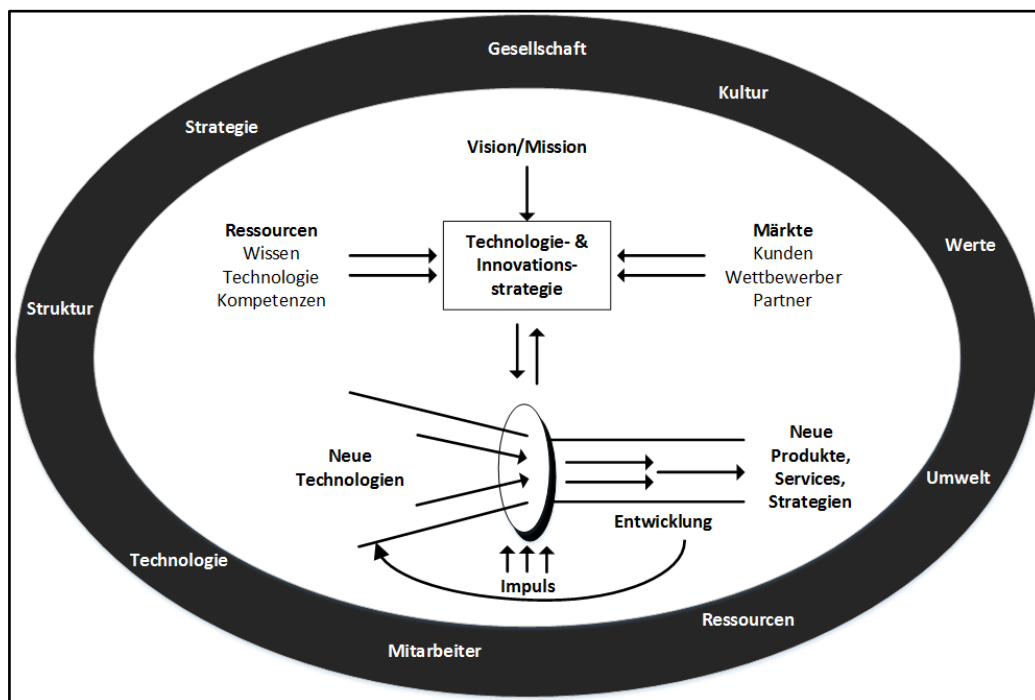 Gesellschaft
Kultur
Strategie
Vision/Mission
Ressourcen
Wissen
Technologie
Kompetenzen
Technologie- &
Innovations-
strategie
Märkte
Kunden
Wettbewerber
Partner
Werte
Struktur
Neue
Technologien
Neue
Produkte,
Services,
Strategien
Umwelt
Entwicklung
Technologie
Impuls
Ressourcen
Mitarbeiter